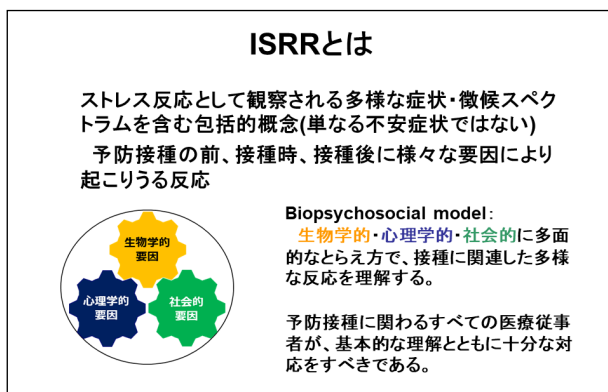 ISRRとは
ストレス反応として観察される多様な症状・徴候スペク
トラムを含む包括的概念(単なる不安症状ではない)
予防接種の前、接種時、接種後に様々な要因により
起こりうる反応
生物学的
要因
心理学的
要因
社会的
要因
Biopsychosocial model:
生物学的・心理学的・社会的に多面
的なとらえ方で、接種に関連した多様
な反応を理解する。
予防接種に関わるすべての医療従事
者が、基本的な理解とともに十分な対
応をすべきである。